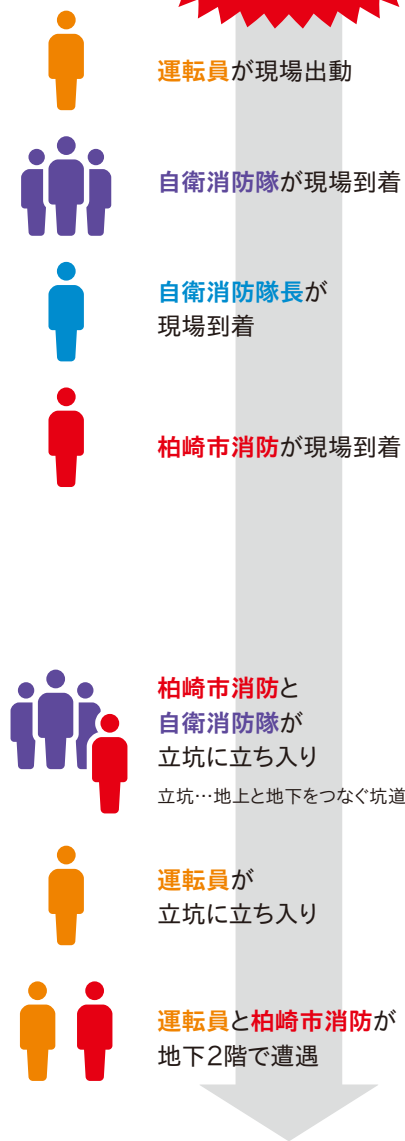 運転員が現場出動
自衛消防隊が現場到着
自衛消防隊長が
現場到着
柏崎市消防が現場到着
柏崎市消防と
自衛消防隊が
立坑に立ち入り
立坑…地上と地下をつなぐ坑道
運転員が
立坑に立ち入り
運転員と柏崎市消防が
地下2階で遭遇